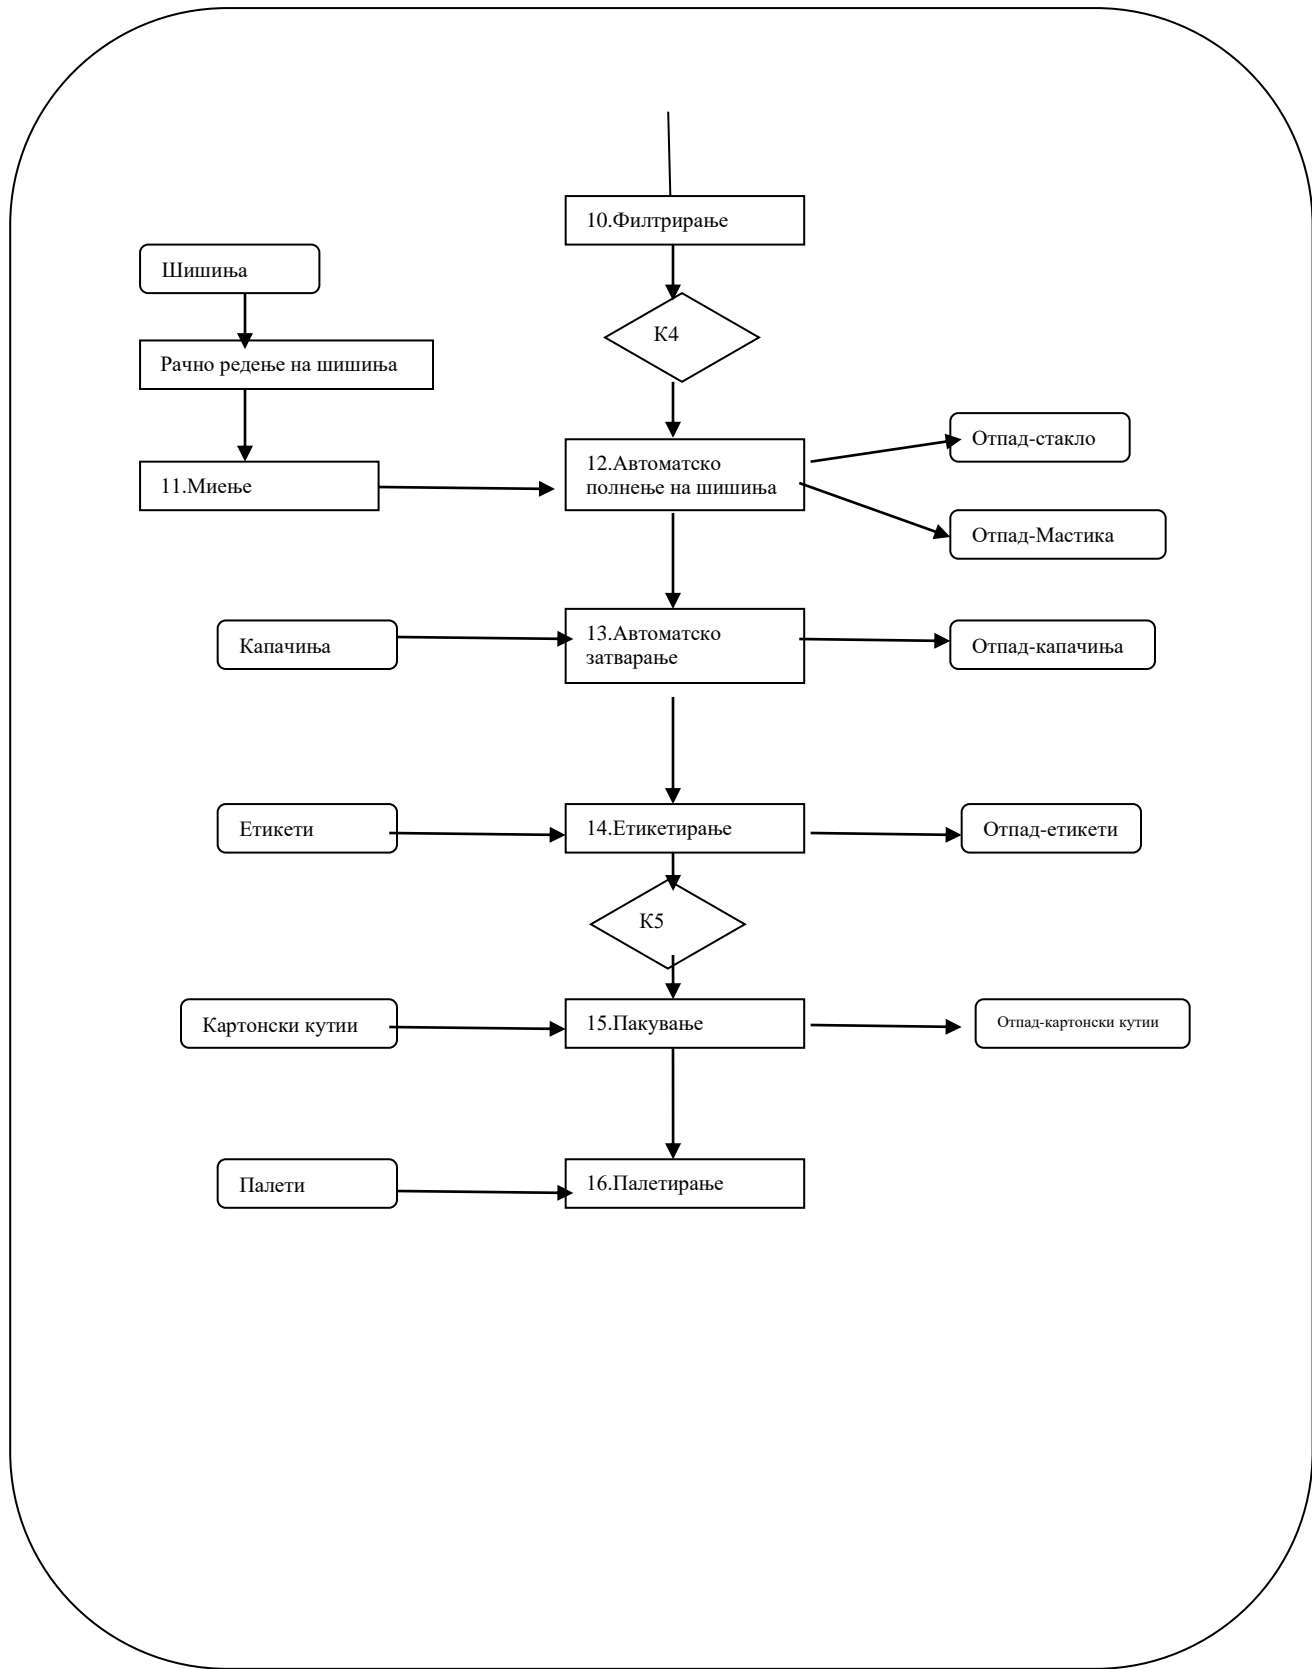 10.Филтрирање
Шишиња
К4
Рачно редење на шишиња
Отпад-стакло
11.Миење
12.Автоматско
полнење на шишиња
Отпад-Мастика
Капачиња
13.Автоматско
затварање
Отпад-капачиња
Етикети
14.Етикетирање
Отпад-етикети
К5
Картонски кутии
15.Пакување
Отпад-картонски кутии
Палети
16.Палетирање